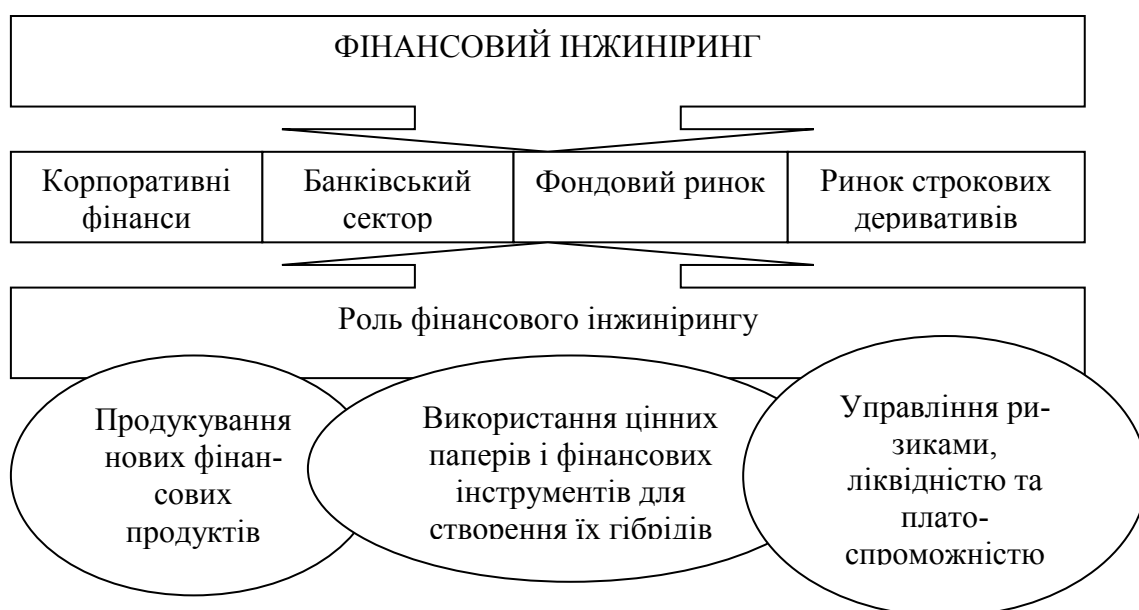 ФІНАНСОВИЙ ІНЖИНІРИНГ
Корпоративні
фінанси
Банківський
сектор
Фондовий ринок
Ринок строкових
деривативів
Роль фінансового інжинірингу
Продукування
нових фінан-
сових
продуктів
Використання цінних
паперів і фінансових
інструментів для
створення їх гібридів
Управління ри-
зиками,
ліквідністю та
плато-
спроможністю